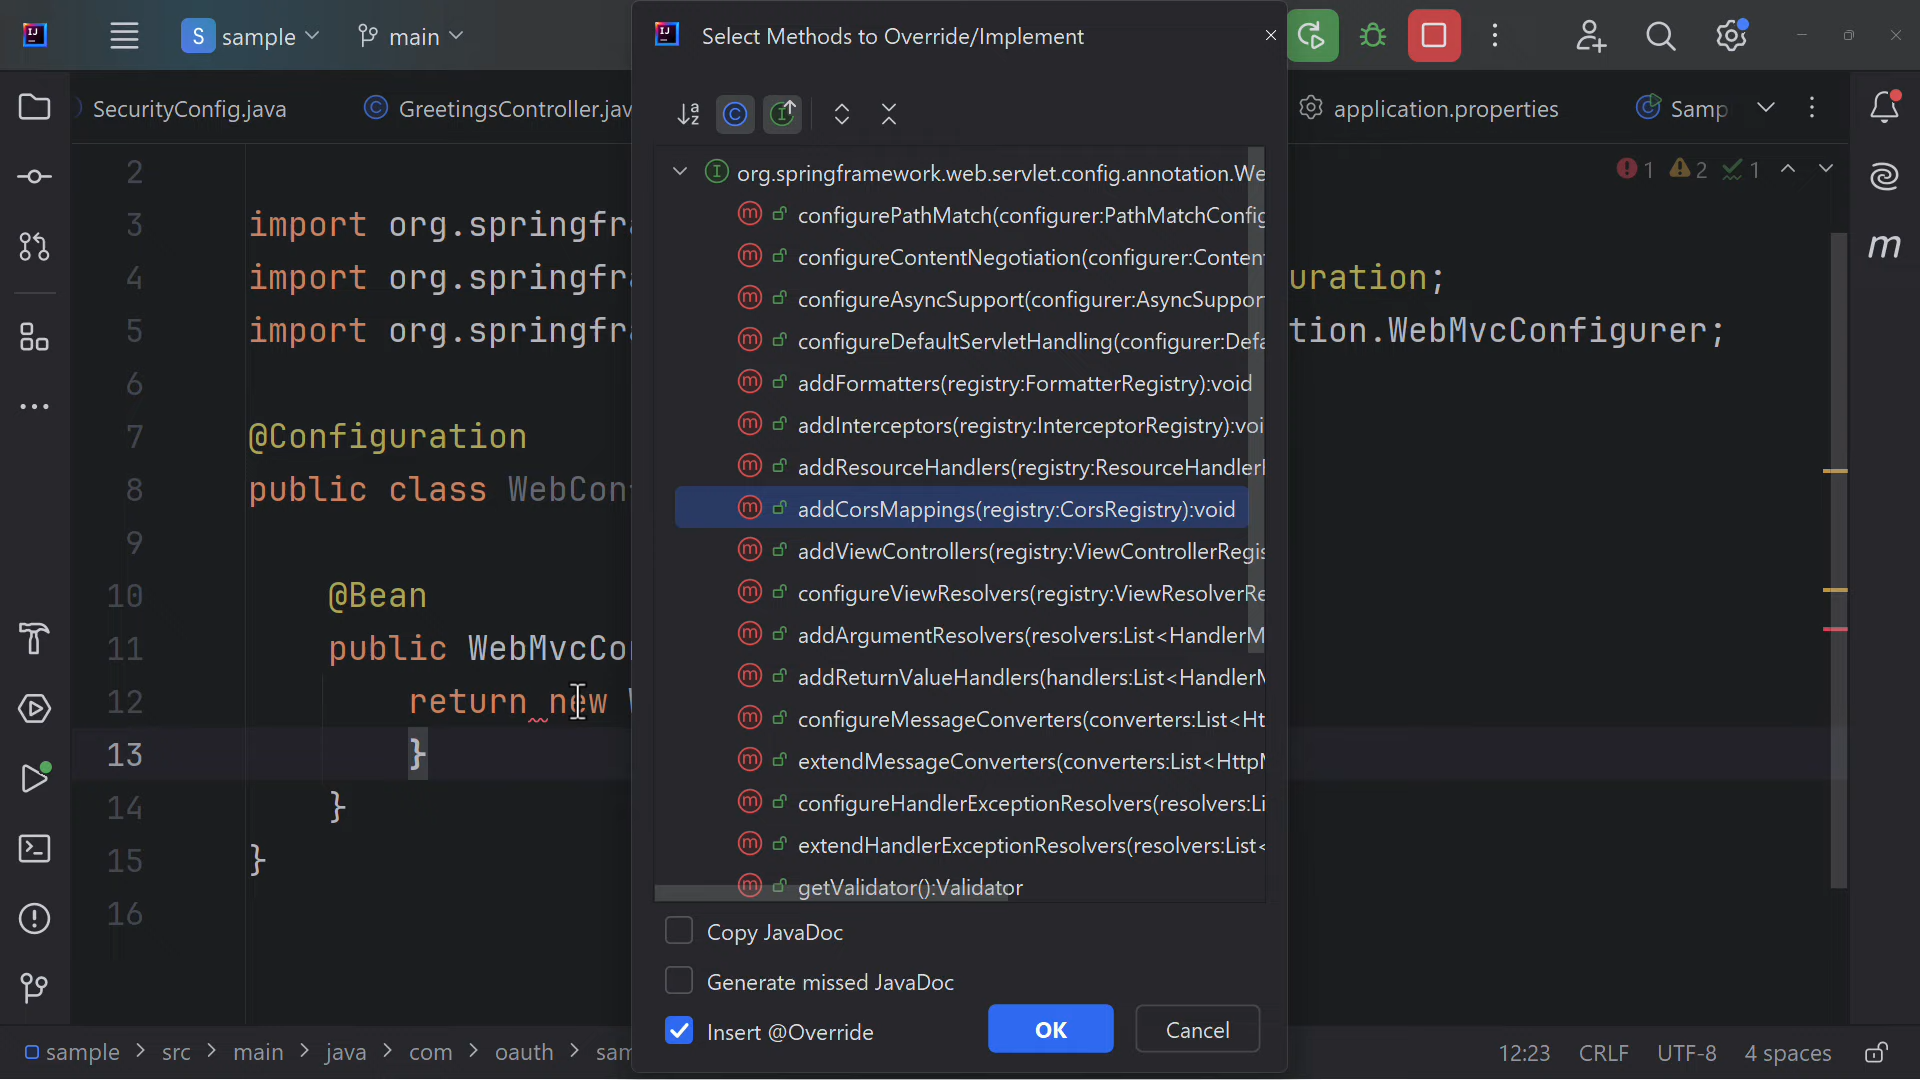 sample
main
Select Methods to Override/Implement
SecurityConfig.java
GreetingsController.jav
application.properties
Samp
1 2 1
2
3 import org.springfr
4 import org.springfr uration;
5 import org.springfr tion.WebMvcConfigurer;
6
7 @Configuration
8 public class WebCon
9
10 @Bean
11 public WebMvcCo
12 return new
13 }
14 }
15 }
16
org.springframework.web.servlet.config.annotation.We
configurePathMatch(configurer:PathMatchConfig
configureContentNegotiation(configurer:Conten
configureAsyncSupport(configurer:AsyncSuppor
configureDefaultServletHandling(configurer:Defa
addFormatters(registry:FormatterRegistry):void
addInterceptors(registry:InterceptorRegistry):voi
addResourceHandlers(registry:ResourceHandler
addCorsMappings(registry:CorsRegistry):void
addViewControllers(registry:ViewControllerRegis
configureViewResolvers(registry:ViewResolverRe
addArgumentResolvers(resolvers:List<HandlerM
addReturnValueHandlers(handlers:List<HandlerM
configureMessageConverters(converters:List<Ht
extendMessageConverters(converters:List<HttpM
configureHandlerExceptionResolvers(resolvers:Li
extendHandlerExceptionResolvers(resolvers:List<
getValidator():Validator
Copy JavaDoc
Generate missed JavaDoc
Insert @Override
OK
Cancel
sample > src > main > java > com > oauth > sam
12:23 CRLF UTF-8 4 spaces